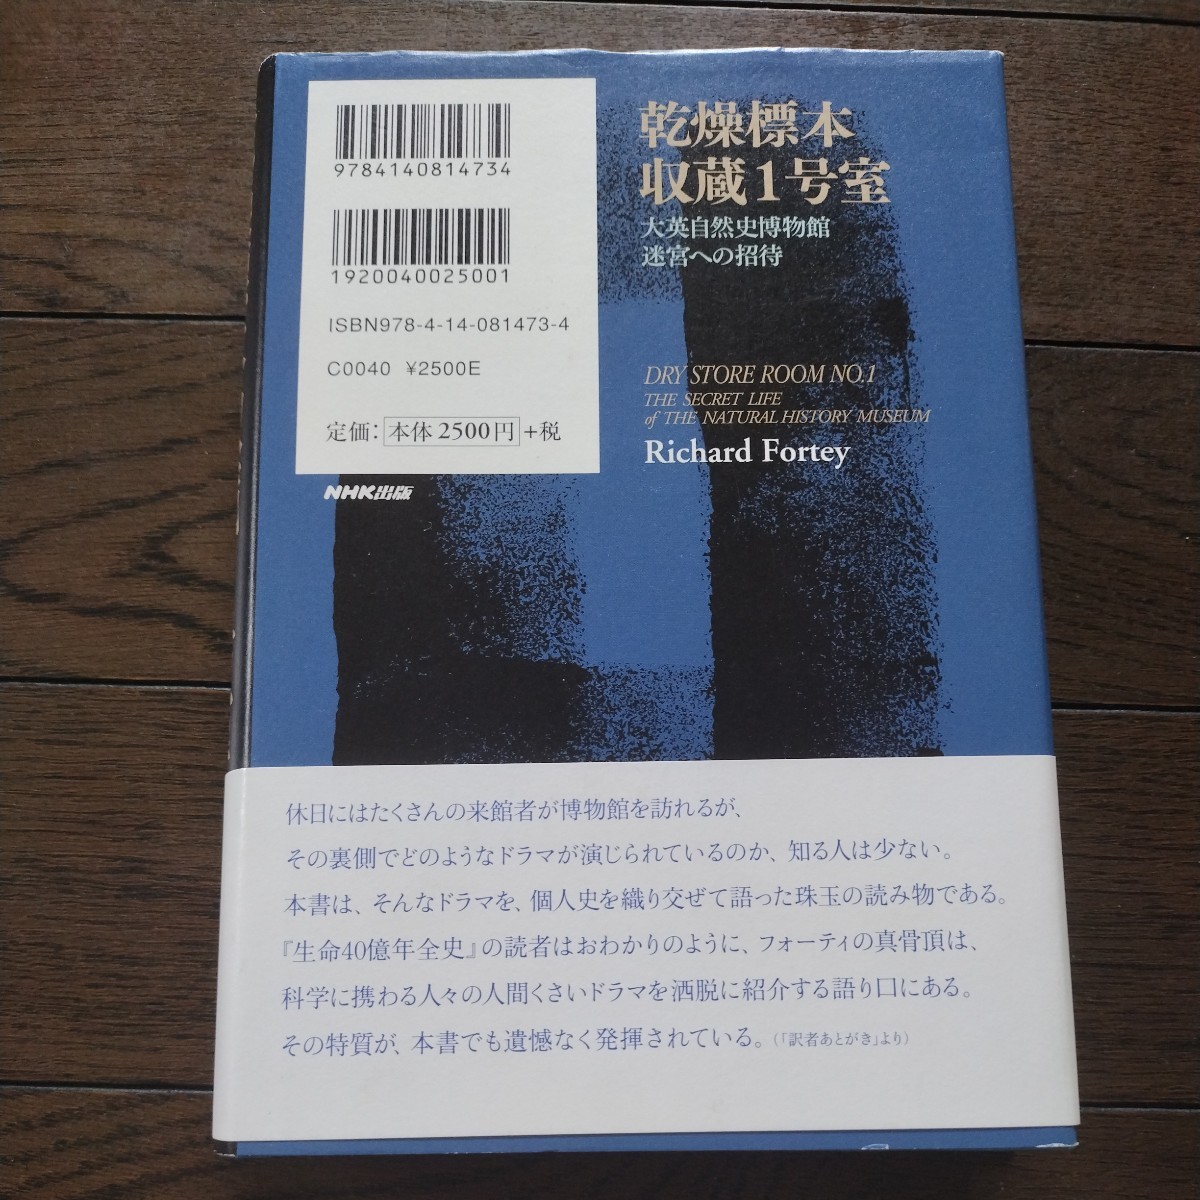 9784140814734
1920040025001
ISBN978-4-14-081473-4
C0040 ¥2500E
定価：本体2500円+税
NHK出版
乾燥標本
収蔵1号室
大英自然史博物館
迷宮への招待
DRY STORE ROOM NO.1
THE SECRET LIFE
of THE NATURAL HISTORY MUSEUM
Richard Fortey
休日にはたくさんの来館者が博物館を訪れるが、
その裏側でどのようなドラマが演じられているのか、知る人は少ない。
本書は、そんなドラマを、個人史を織り交ぜて語った珠玉の読み物である。
『生命40億年全史』の読者はおわかりのように、フォーティの真骨頂は、
科学に携わる人々の人間くさいドラマを洒脱に紹介する語り口にある。
その特質が、本書でも遺憾なく発揮されている。（「訳者あとがき」より）